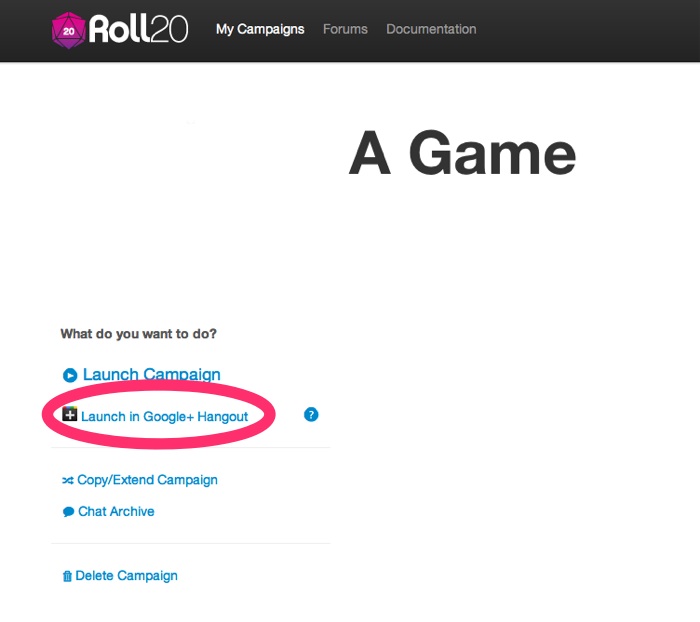 20 Roll20 My Campaigns Forums Documentation
A Game
What do you want to do?
Launch Campaign
Launch in Google+ Hangout ?
Copy/Extend Campaign
Chat Archive
Delete Campaign